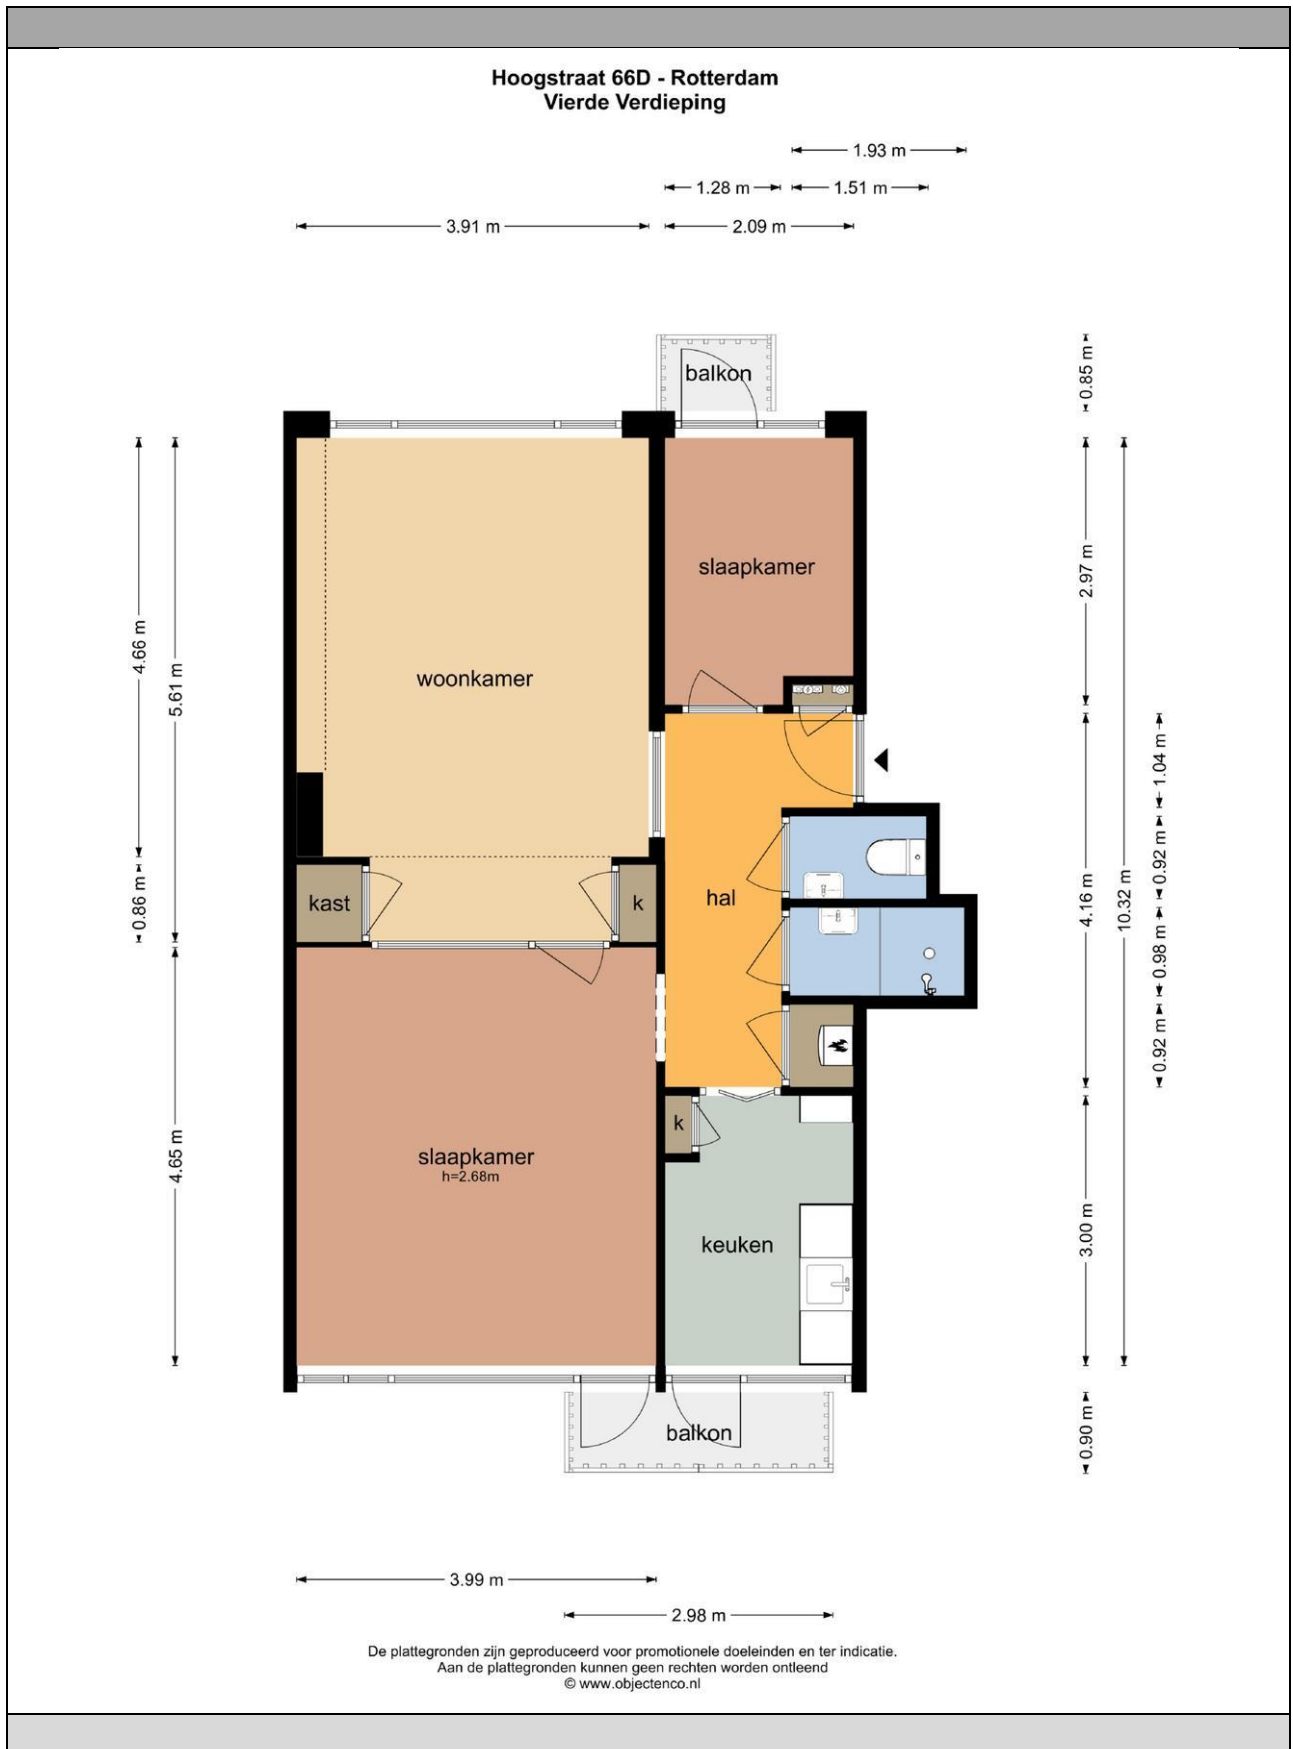 Hoogstraat 66D - Rotterdam
Vierde Verdieping
1.93 m
1.28 m
1.51 m
3.91 m
2.09 m
balkon
0.85 m
slaapkamer
2.97 m
4.66 m
5.61 m
woonkamer
1.04 m
0.92 m
0.86 m
kast
k
hal
4.16 m
10.32 m
0.98 m
0.92 m
k
slaapkamer
h=2.68m
4.65 m
keuken
3.00 m
balkon
0.90 m
3.99 m
2.98 m
De plattegronden zijn geproduceerd voor promotionele doeleinden en ter indicatie.
Aan de plattegronden kunnen geen rechten worden ontleend
© www.objectenco.nl